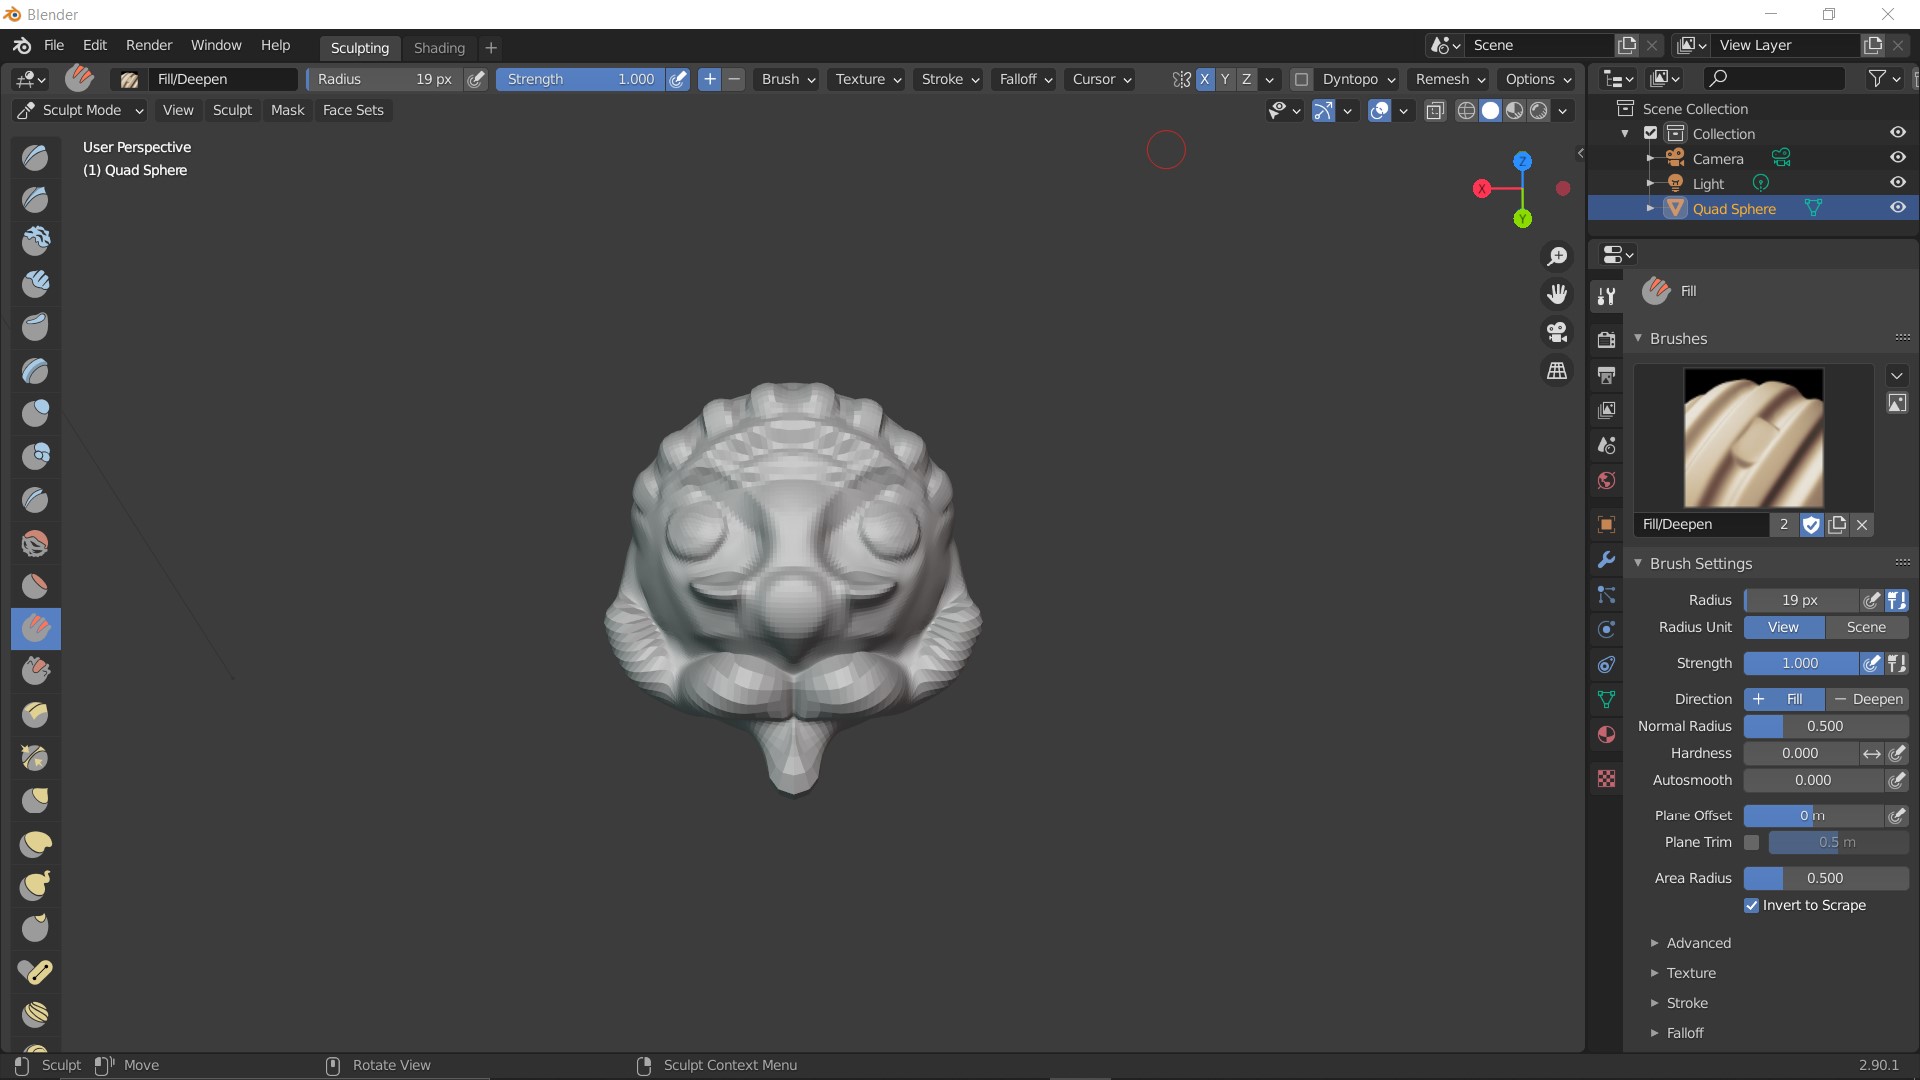 Blender
File Edit Render Window Help Sculpting Shading + Scene View Layer
Fill/Deepen Radius 19 px Strength 1.000 + − Brush Texture Stroke Falloff Cursor X Y Z Dyntopo Remesh Options
Sculpt Mode View Sculpt Mask Face Sets
User Perspective
(1) Quad Sphere
Z
X
Y
Scene Collection
Collection
Camera
Light
Quad Sphere
Fill
Brushes
Fill/Deepen 2
Brush Settings
Radius 19 px
Radius Unit View Scene
Strength 1.000
Direction + Fill − Deepen
Normal Radius 0.500
Hardness 0.000
Autosmooth 0.000
Plane Offset 0 m
Plane Trim 0.5 m
Area Radius 0.500
Invert to Scrape
Advanced
Texture
Stroke
Falloff
Sculpt Move Rotate View Sculpt Context Menu 2.90.1